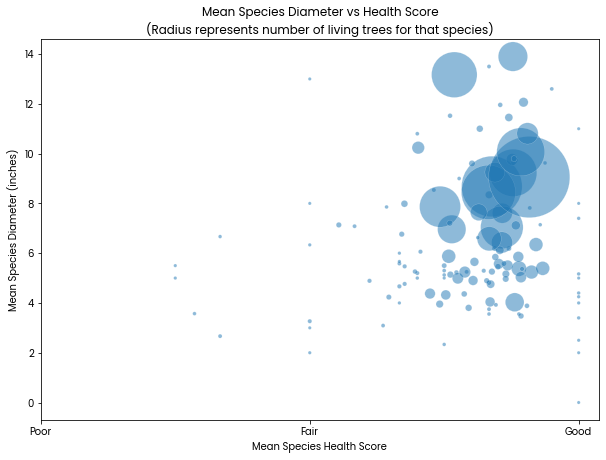 Mean Species Diameter vs Health Score
(Radius represents number of living trees for that species)
Mean Species Diameter (inches)
14
12
10
8
6
4
2
0
Poor
Fair
Good
Mean Species Health Score